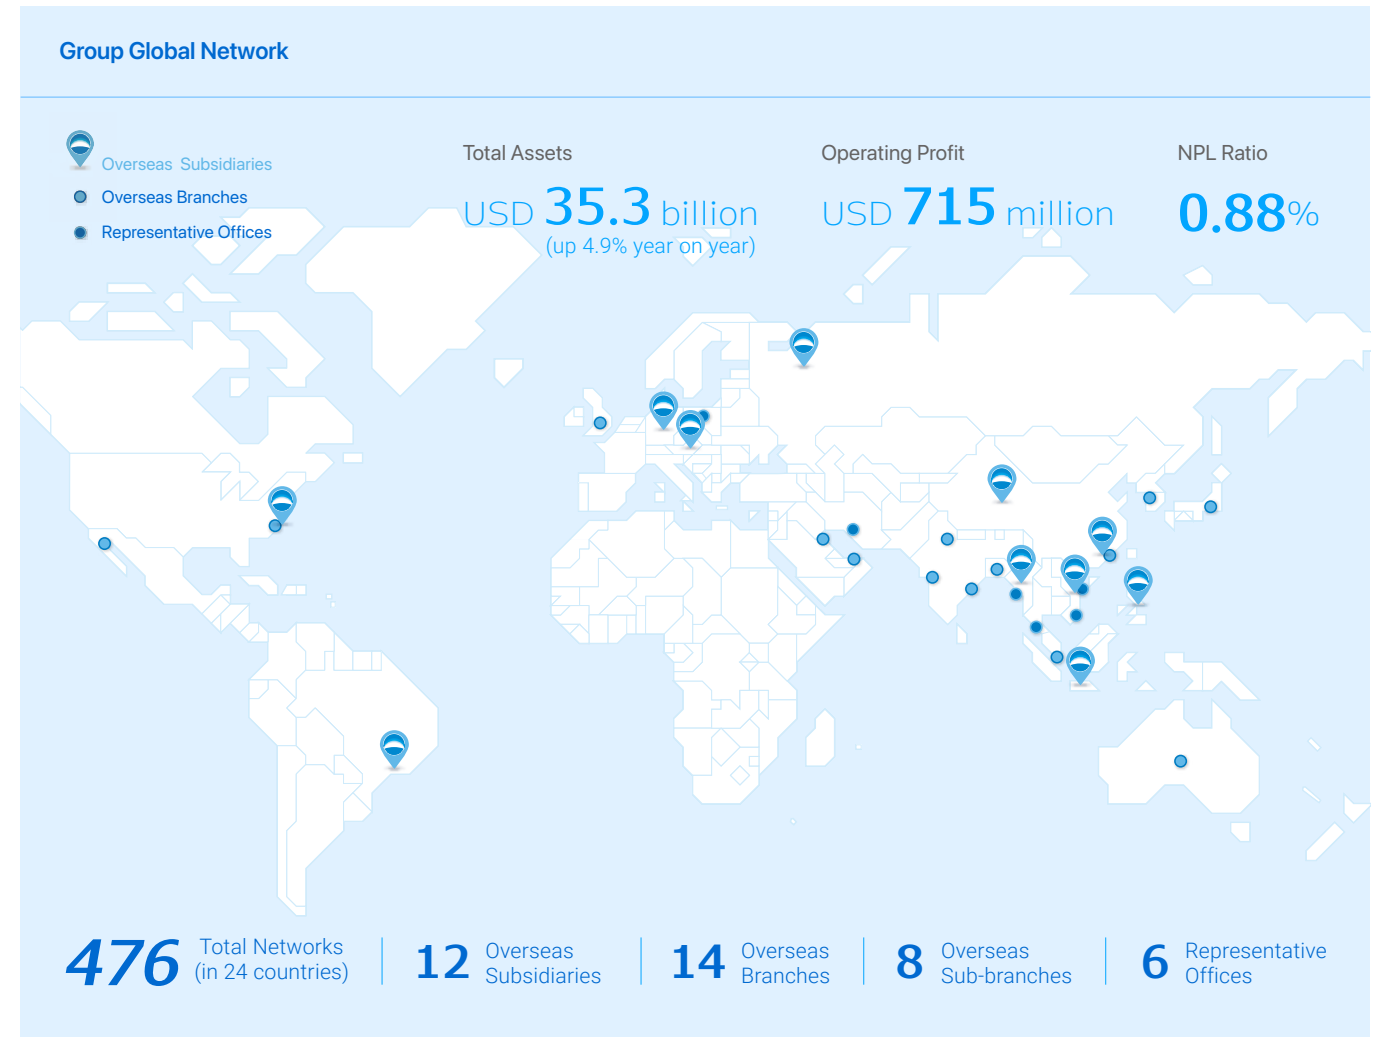 Group Global Network
Overseas Subsidiaries
Overseas Branches
Representative Offices
Total Assets
USD 35.3 billion
(up 4.9% year on year)
Operating Profit
USD 715 million
NPL Ratio
0.88%
476 Total Networks
(in 24 countries)
12 Overseas
Subsidiaries
14 Overseas
Branches
8 Overseas
Sub-branches
6 Representative
Offices